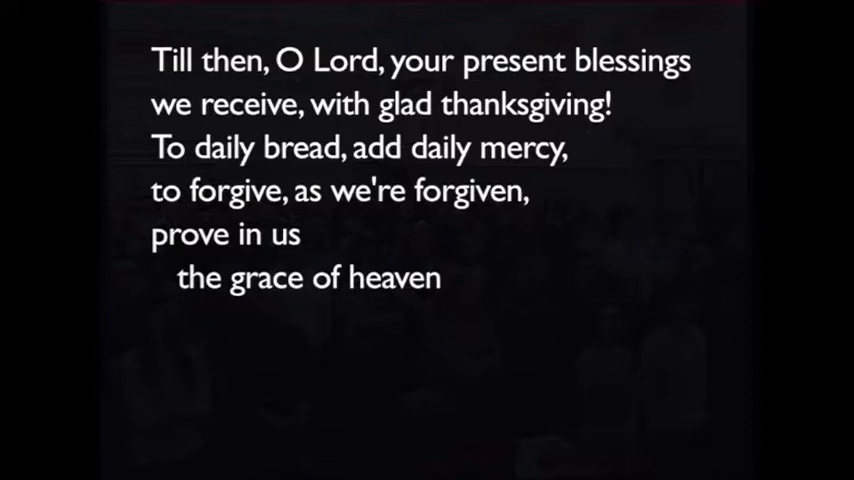 Till then, O Lord, your present blessings
we receive, with glad thanksgiving!
To daily bread, add daily mercy,
to forgive, as we're forgiven,
prove in us
the grace of heaven